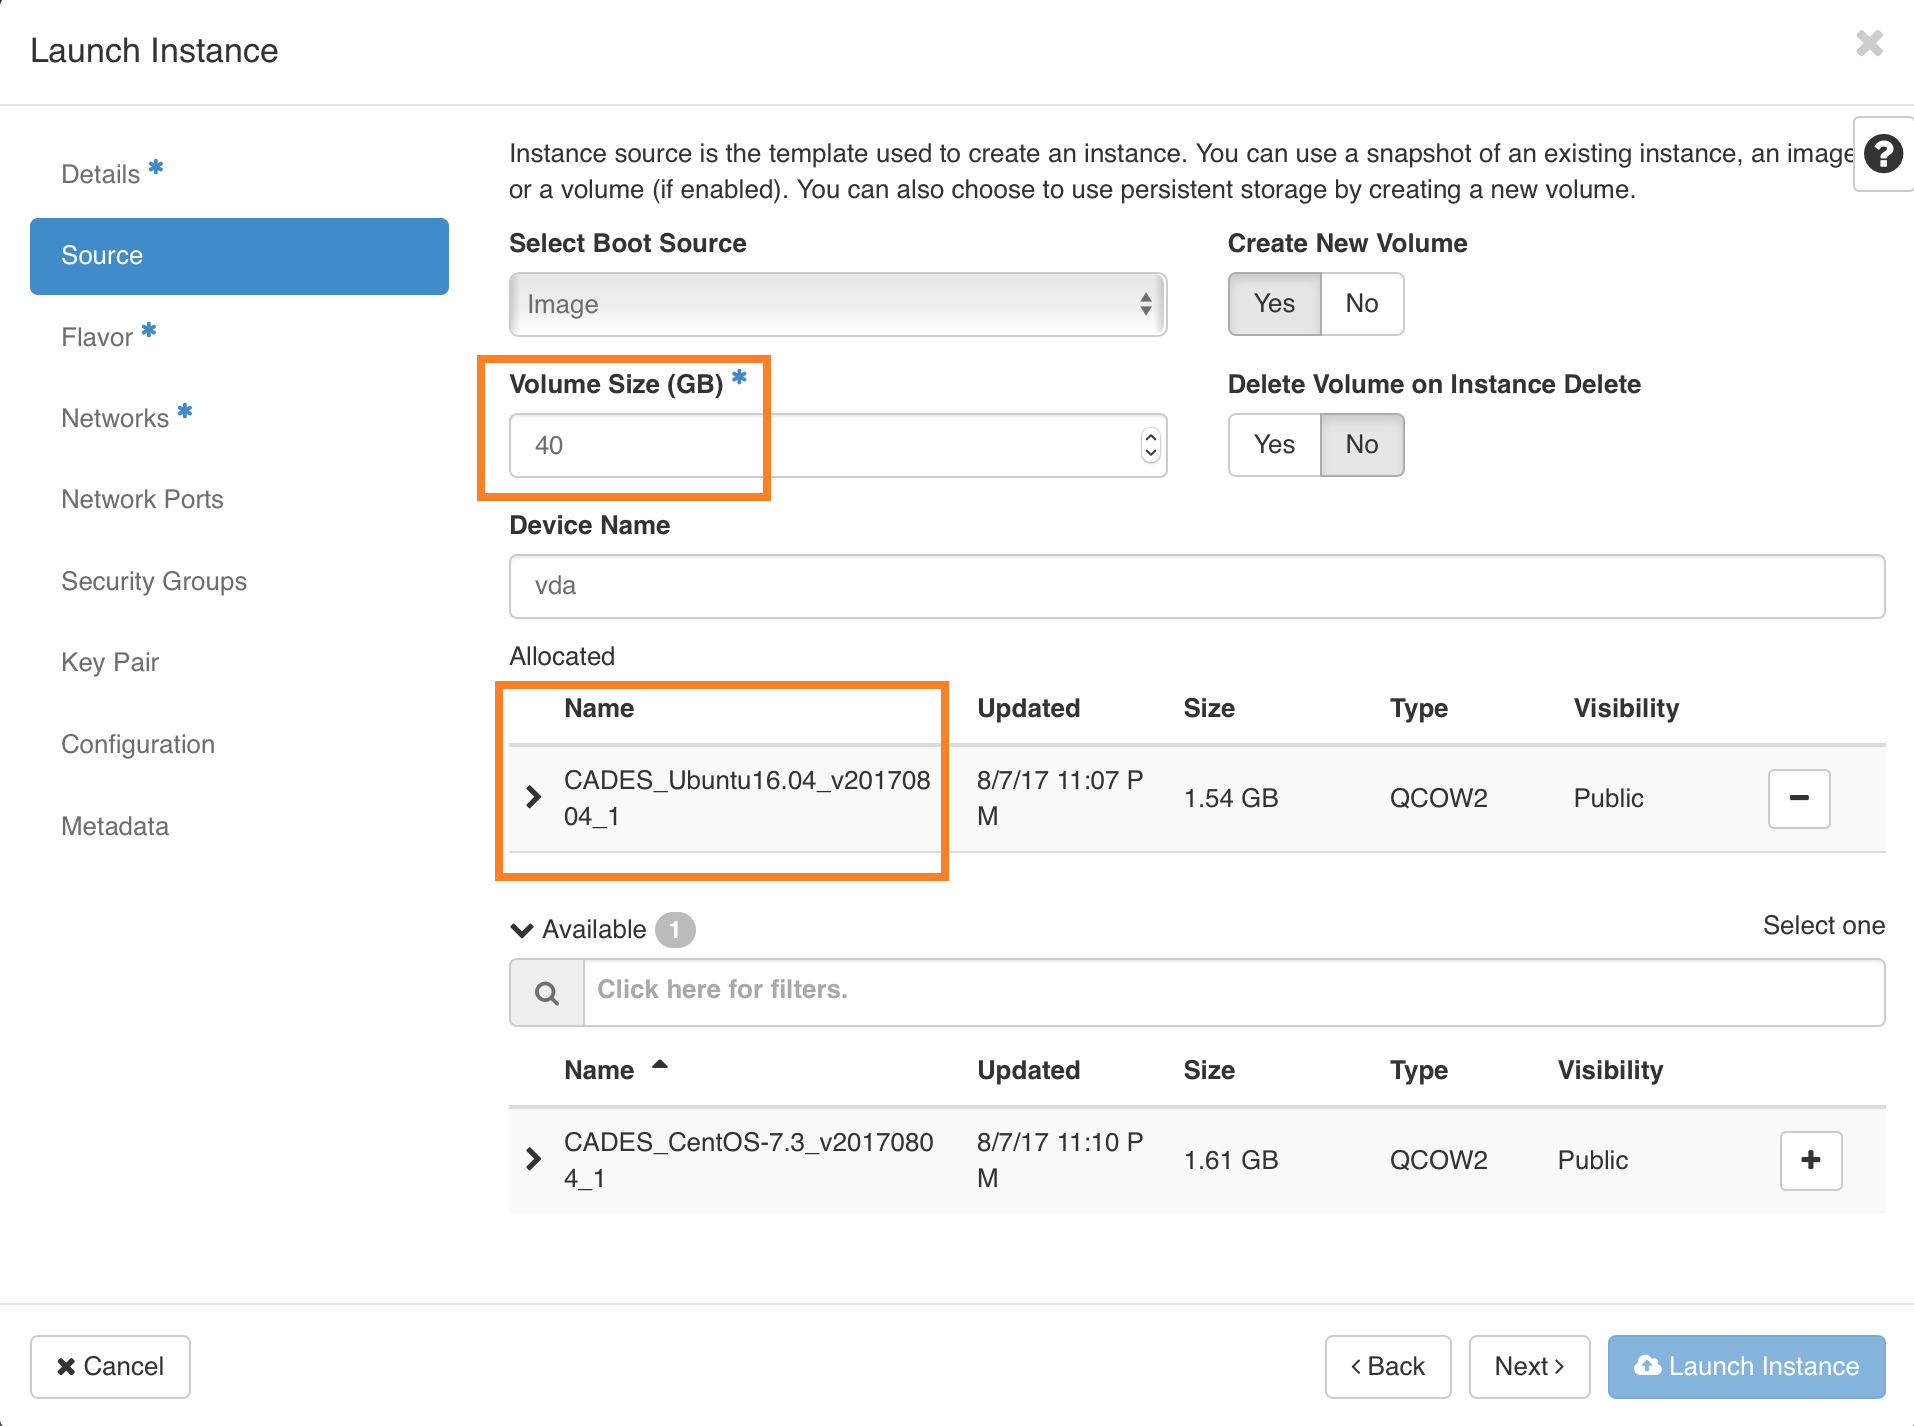 Launch Instance
Details *
Source
Flavor *
Networks *
Network Ports
Security Groups
Key Pair
Configuration
Metadata
Instance source is the template used to create an instance. You can use a snapshot of an existing instance, an image
or a volume (if enabled). You can also choose to use persistent storage by creating a new volume.
Select Boot Source
Image
Create New Volume
Yes No
Volume Size (GB) *
40
Delete Volume on Instance Delete
Yes No
Device Name
vda
Allocated
Name Updated Size Type Visibility
CADES_Ubuntu16.04_v201708
04_1
8/7/17 11:07 P
M
1.54 GB QCOW2 Public
Available 1
Select one
Click here for filters.
Name Updated Size Type Visibility
CADES_CentOS-7.3_v2017080
4_1
8/7/17 11:10 P
M
1.61 GB QCOW2 Public
Cancel
< Back
Next >
Launch Instance